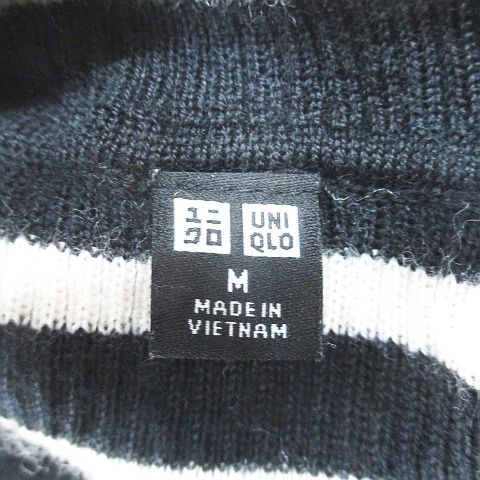 ユニ UNI
クロ QLO
M
MADE IN
VIETNAM